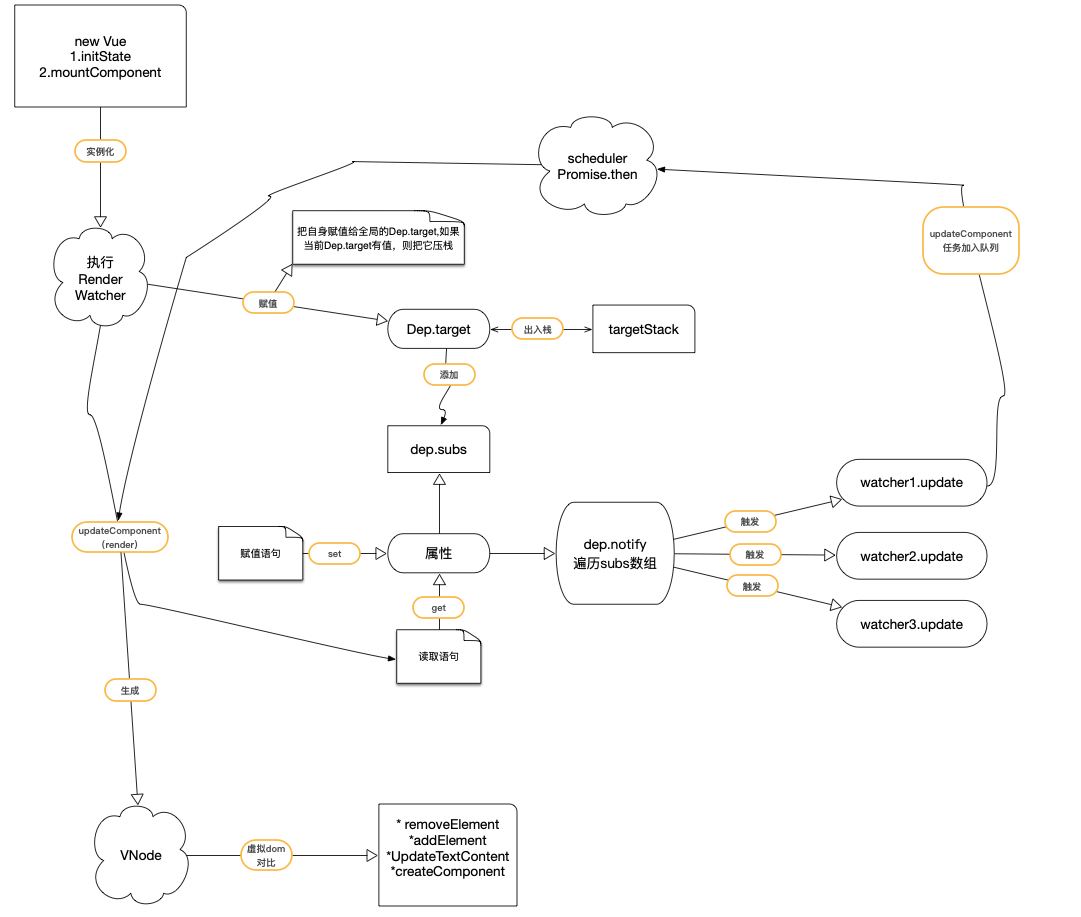 new Vue
1.initState
2.mountComponent
实例化
scheduler
Promise.then
updateComponent
任务加入队列
把自身赋值给全局的Dep.target,如果
当前Dep.target有值，则把它压栈
执行
Render
Watcher
赋值
Dep.target
出入栈
targetStack
添加
dep.subs
watcher1.update
updateComponent
（render）
赋值语句
set
属性
dep.notify
遍历subs数组
触发
触发
触发
watcher2.update
get
watcher3.update
读取语句
生成
VNode
虚拟dom
对比
* removeElement
*addElement
*UpdateTextContent
*createComponent